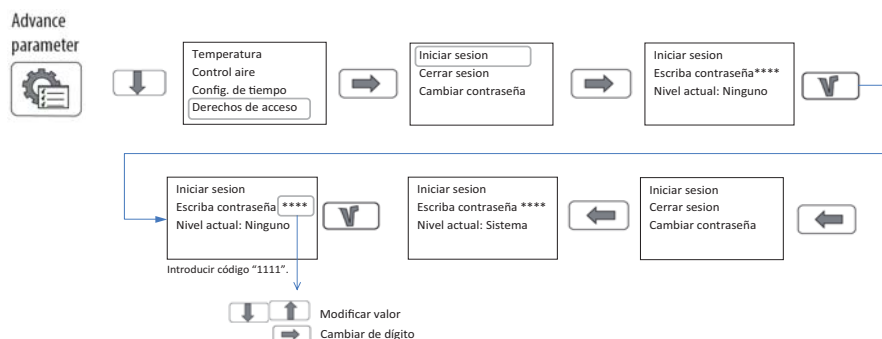 Advance
parameter
Temperatura
Control aire
Config. de tiempo
Derechos de acceso
Iniciar sesion
Cerrar sesion
Cambiar contraseña
Iniciar sesion
Escriba contraseña****
Nivel actual: Ninguno
Iniciar sesion
Escriba contraseña ****
Nivel actual: Ninguno
Introducir código “1111”.
Iniciar sesion
Escriba contraseña ****
Nivel actual: Sistema
Iniciar sesion
Cerrar sesion
Cambiar contraseña
Modificar valor
Cambiar de dígito